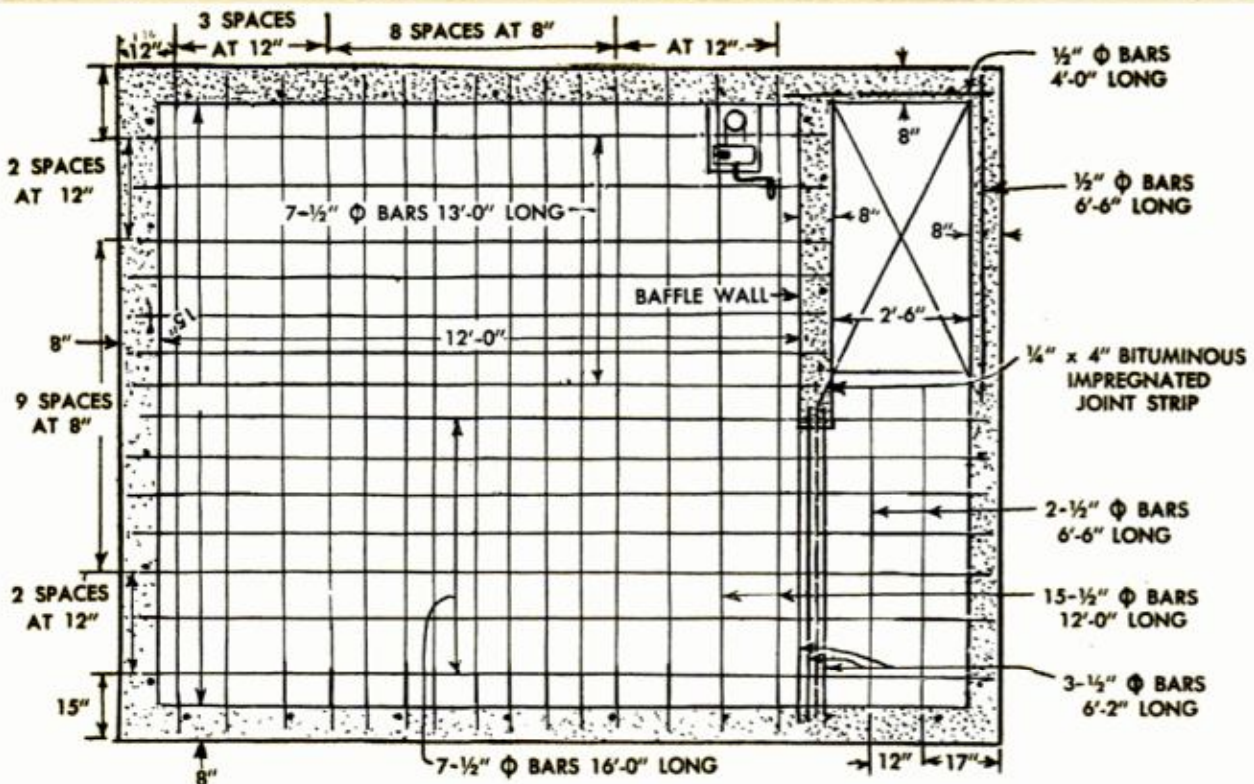 3 SPACES
AT 12"
8 SPACES AT 8"
AT 12"
12"
½" Φ BARS
4'-0" LONG
8"
2 SPACES
AT 12"
½" Φ BARS
6'-6" LONG
7-½" Φ BARS 13'-0" LONG
8"
8"
BAFFLE WALL
2'-6"
15"
12'-0"
8"
¼" x 4" BITUMINOUS
IMPREGNATED
JOINT STRIP
9 SPACES
AT 8"
2-½" Φ BARS
6'-6" LONG
2 SPACES
AT 12"
15-½" Φ BARS
12'-0" LONG
3-½" Φ BARS
6'-2" LONG
15"
8"
7-½" Φ BARS 16'-0" LONG
12"
17"